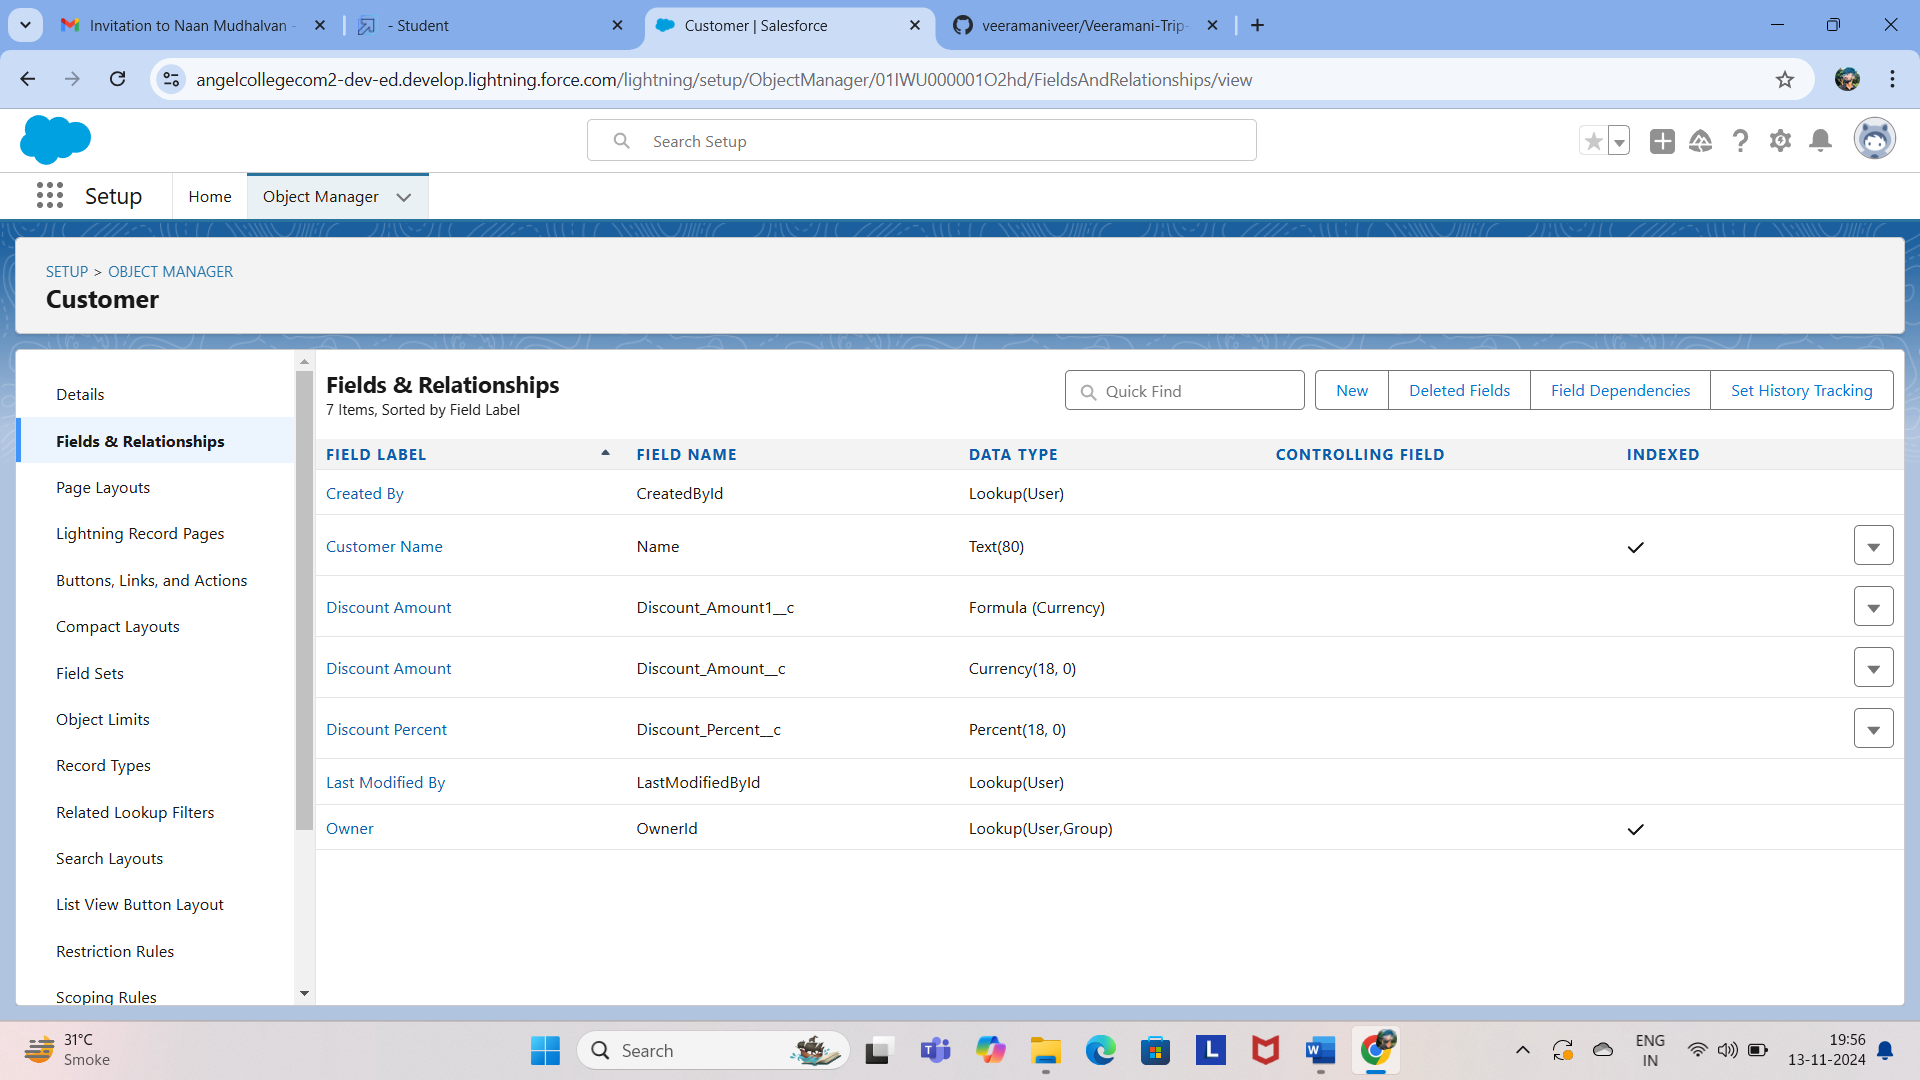 Invitation to Naan Mudhalvan -
- Student
Customer | Salesforce
veeramaniveer/Veeramani-Trip-
angelcollegecom2-dev-ed.develop.lightning.force.com/lightning/setup/ObjectManager/01IWU000001O2hd/FieldsAndRelationships/view
Search Setup
Setup
Home
Object Manager
SETUP > OBJECT MANAGER
Customer
Details
Fields & Relationships
Page Layouts
Lightning Record Pages
Buttons, Links, and Actions
Compact Layouts
Field Sets
Object Limits
Record Types
Related Lookup Filters
Search Layouts
List View Button Layout
Restriction Rules
Scoping Rules
Fields & Relationships
7 Items, Sorted by Field Label
Quick Find
New
Deleted Fields
Field Dependencies
Set History Tracking
FIELD LABEL FIELD NAME DATA TYPE CONTROLLING FIELD INDEXED
Created By CreatedById Lookup(User)
Customer Name Name Text(80)
Discount Amount Discount_Amount1__c Formula (Currency)
Discount Amount Discount_Amount__c Currency(18, 0)
Discount Percent Discount_Percent__c Percent(18, 0)
Last Modified By LastModifiedById Lookup(User)
Owner OwnerId Lookup(User,Group)
31°C
Smoke
Search
L
ENG
IN
19:56
13-11-2024